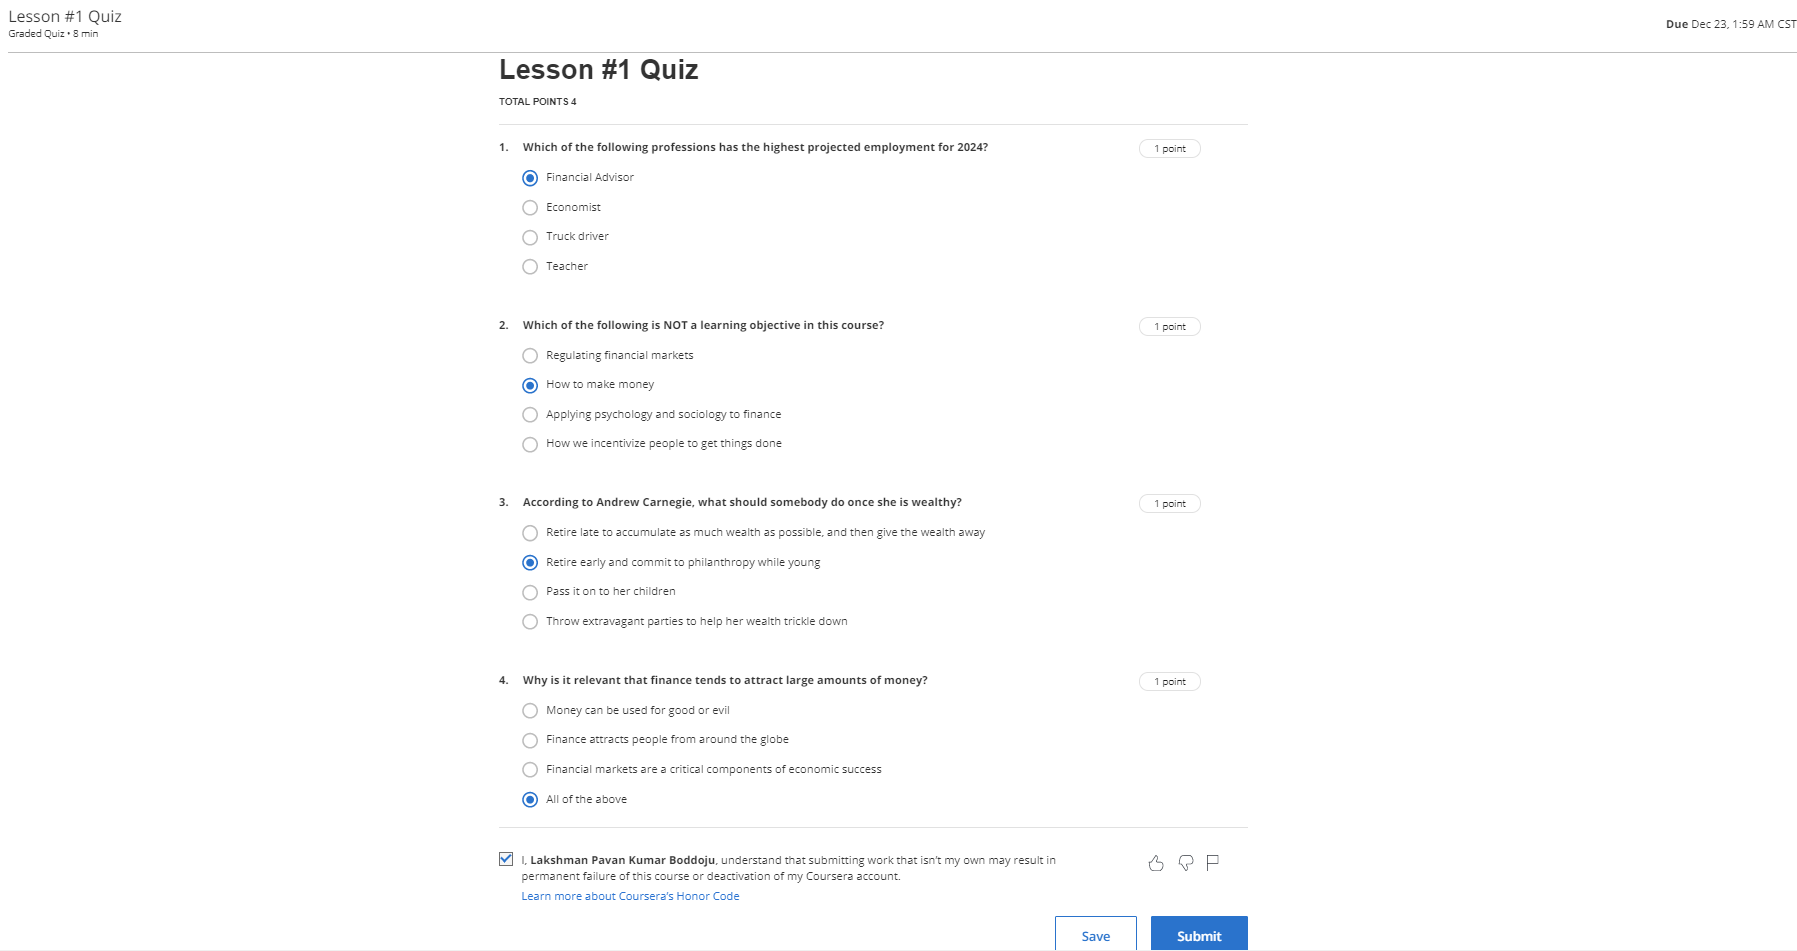 Lesson #1 Quiz
Graded Quiz • 8 min
Due Dec 23, 1:59 AM CST
Lesson #1 Quiz
TOTAL POINTS 4
1. Which of the following professions has the highest projected employment for 2024?
1 point
Financial Advisor
Economist
Truck driver
Teacher
2. Which of the following is NOT a learning objective in this course?
1 point
Regulating financial markets
How to make money
Applying psychology and sociology to finance
How we incentivize people to get things done
3. According to Andrew Carnegie, what should somebody do once she is wealthy?
1 point
Retire late to accumulate as much wealth as possible, and then give the wealth away
Retire early and commit to philanthropy while young
Pass it on to her children
Throw extravagant parties to help her wealth trickle down
4. Why is it relevant that finance tends to attract large amounts of money?
1 point
Money can be used for good or evil
Finance attracts people from around the globe
Financial markets are a critical components of economic success
All of the above
I, Lakshman Pavan Kumar Boddoju, understand that submitting work that isn't my own may result in
permanent failure of this course or deactivation of my Coursera account.
Learn more about Coursera's Honor Code
Save
Submit